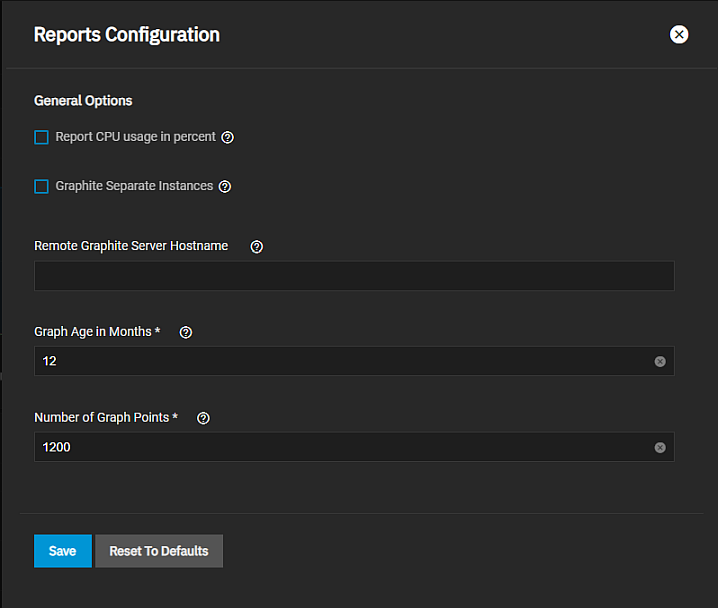 Reports Configuration
General Options
Report CPU usage in percent
Graphite Separate Instances
Remote Graphite Server Hostname
Graph Age in Months *
12
Number of Graph Points *
1200
Save Reset To Defaults